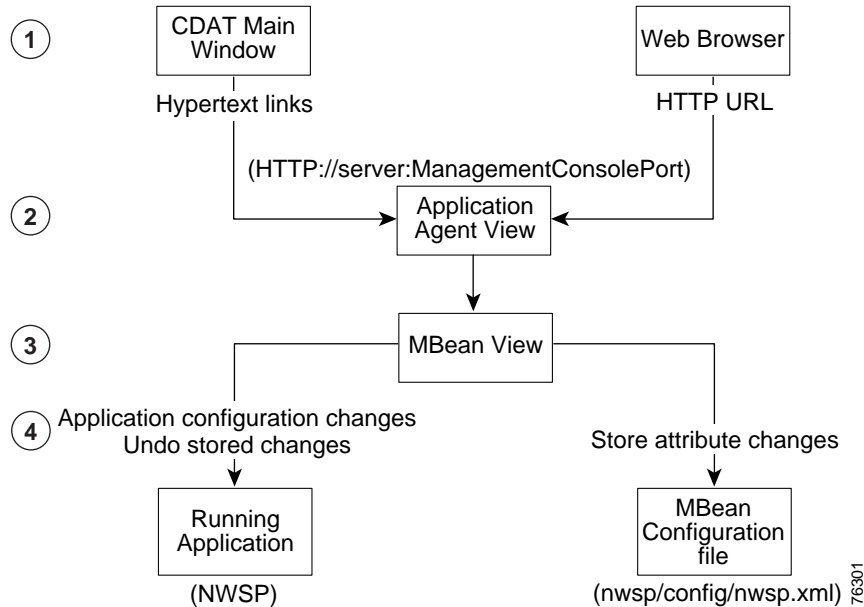 1
CDAT Main
Window
Web Browser
Hypertext links
HTTP URL
(HTTP://server:ManagementConsolePort)
2
Application
Agent View
3
MBean View
4
Application configuration changes
Undo stored changes
Store attribute changes
Running
Application
MBean
Configuration
file
(NWSP)
(nwsp/config/nwsp.xml)
76301